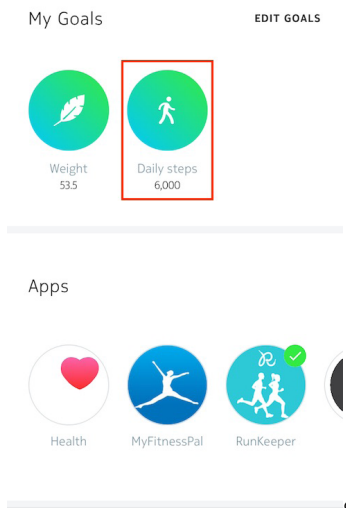 My Goals EDIT GOALS
Weight Daily steps
53.5 6,000
Apps
Health MyFitnessPal RunKeeper